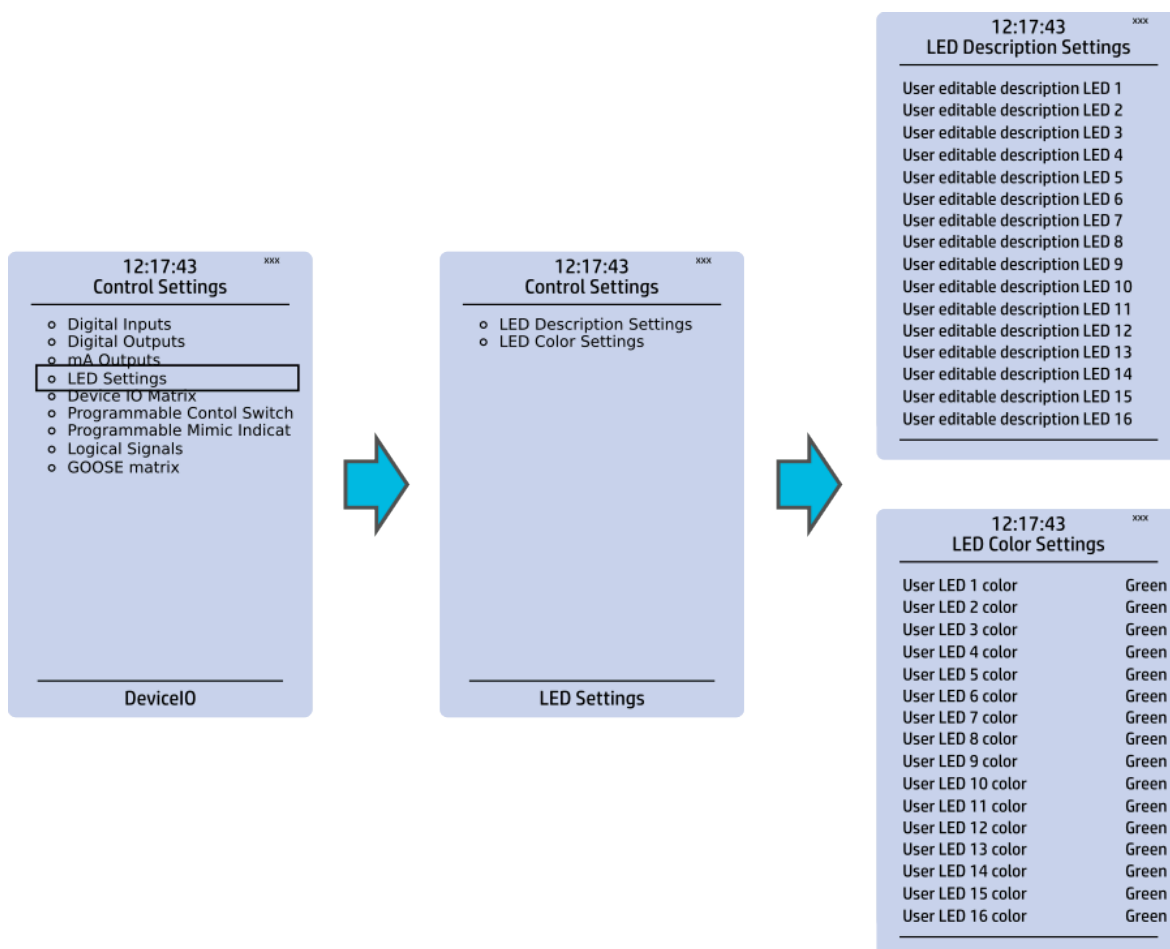 12:17:43 xxx
Control Settings
Digital Inputs
Digital Outputs
mA Outputs
LED Settings
Device IO Matrix
Programmable Contol Switch
Programmable Mimic Indicat
Logical Signals
GOOSE matrix
DeviceIO
12:17:43 xxx
Control Settings
LED Description Settings
LED Color Settings
LED Settings
12:17:43 xxx
LED Description Settings
User editable description LED 1
User editable description LED 2
User editable description LED 3
User editable description LED 4
User editable description LED 5
User editable description LED 6
User editable description LED 7
User editable description LED 8
User editable description LED 9
User editable description LED 10
User editable description LED 11
User editable description LED 12
User editable description LED 13
User editable description LED 14
User editable description LED 15
User editable description LED 16
12:17:43 xxx
LED Color Settings
User LED 1 color Green
User LED 2 color Green
User LED 3 color Green
User LED 4 color Green
User LED 5 color Green
User LED 6 color Green
User LED 7 color Green
User LED 8 color Green
User LED 9 color Green
User LED 10 color Green
User LED 11 color Green
User LED 12 color Green
User LED 13 color Green
User LED 14 color Green
User LED 15 color Green
User LED 16 color Green